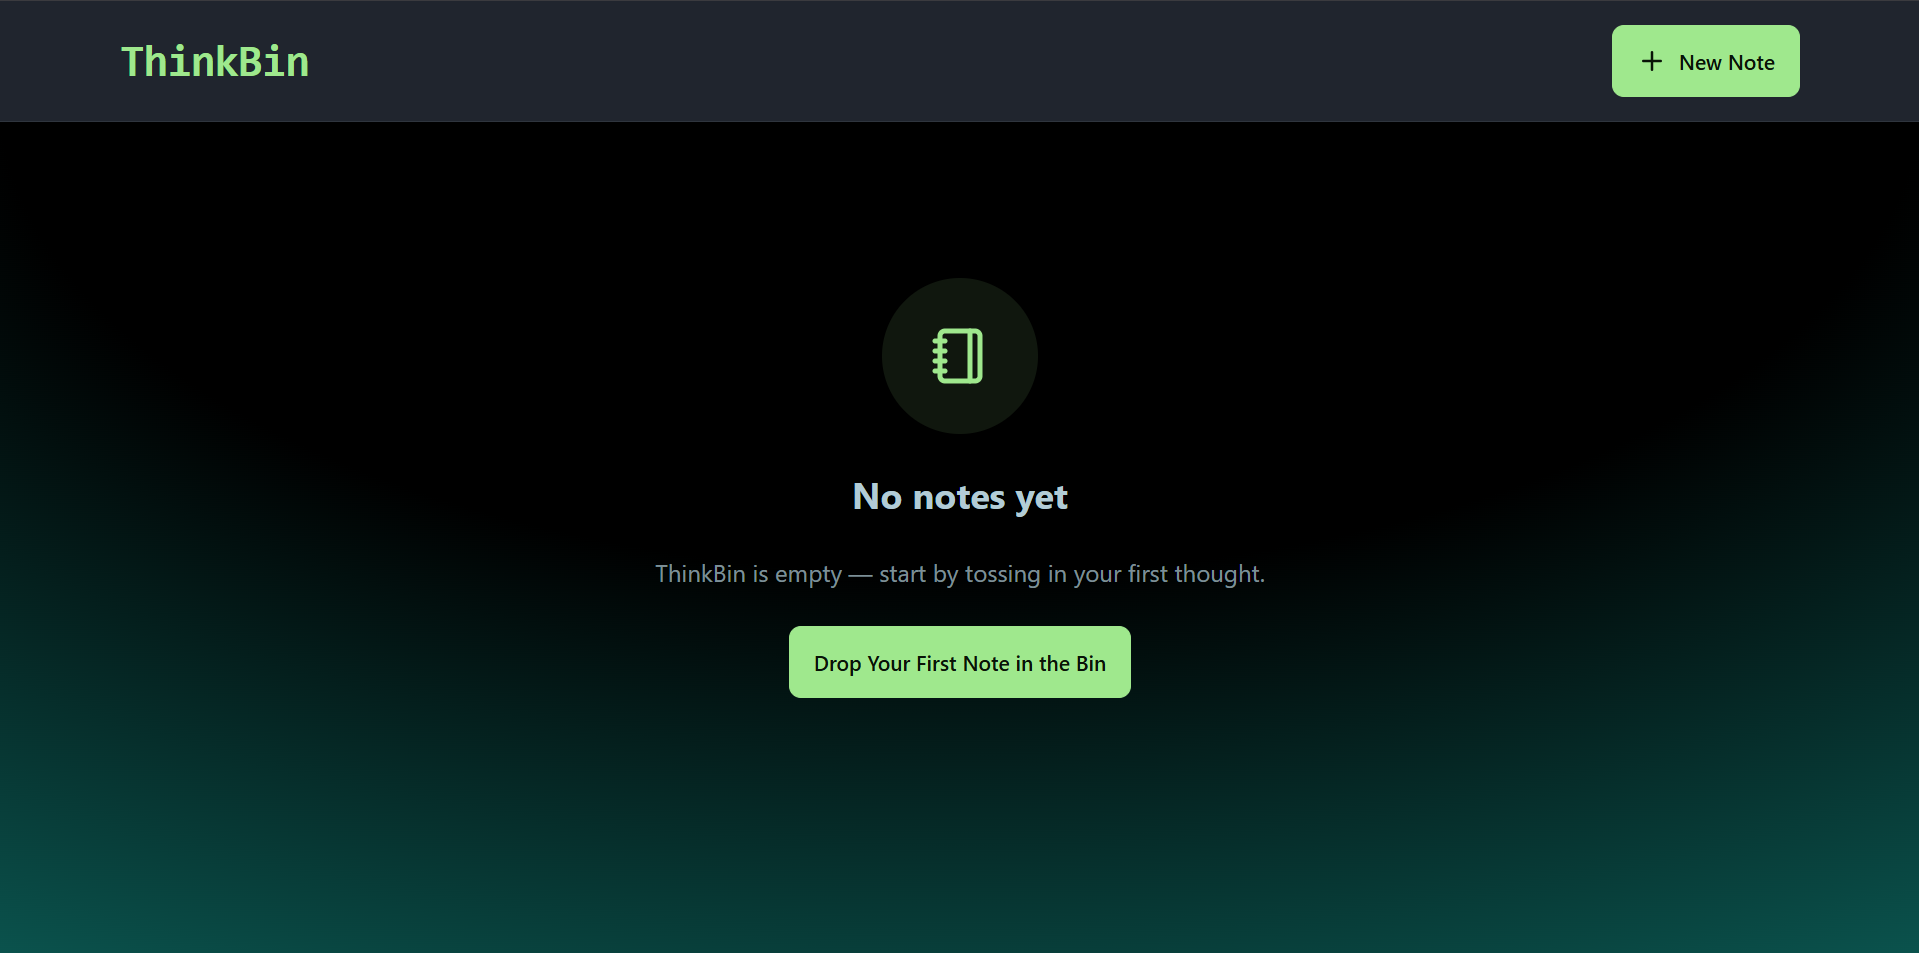 ThinkBin
New Note
No notes yet
ThinkBin is empty — start by tossing in your first thought.
Drop Your First Note in the Bin